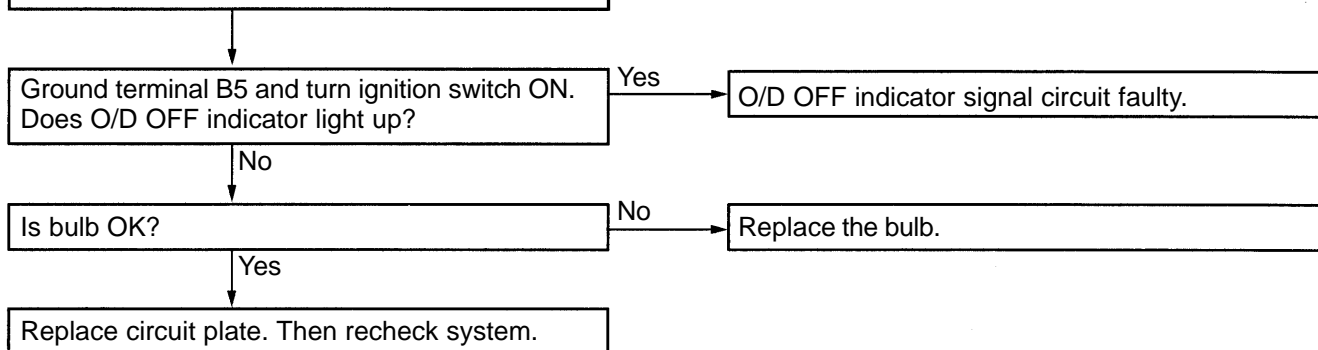 Ground terminal B5 and turn ignition switch ON.
Does O/D OFF indicator light up?
Yes
O/D OFF indicator signal circuit faulty.
No
Is bulb OK?
No
Replace the bulb.
Yes
Replace circuit plate. Then recheck system.